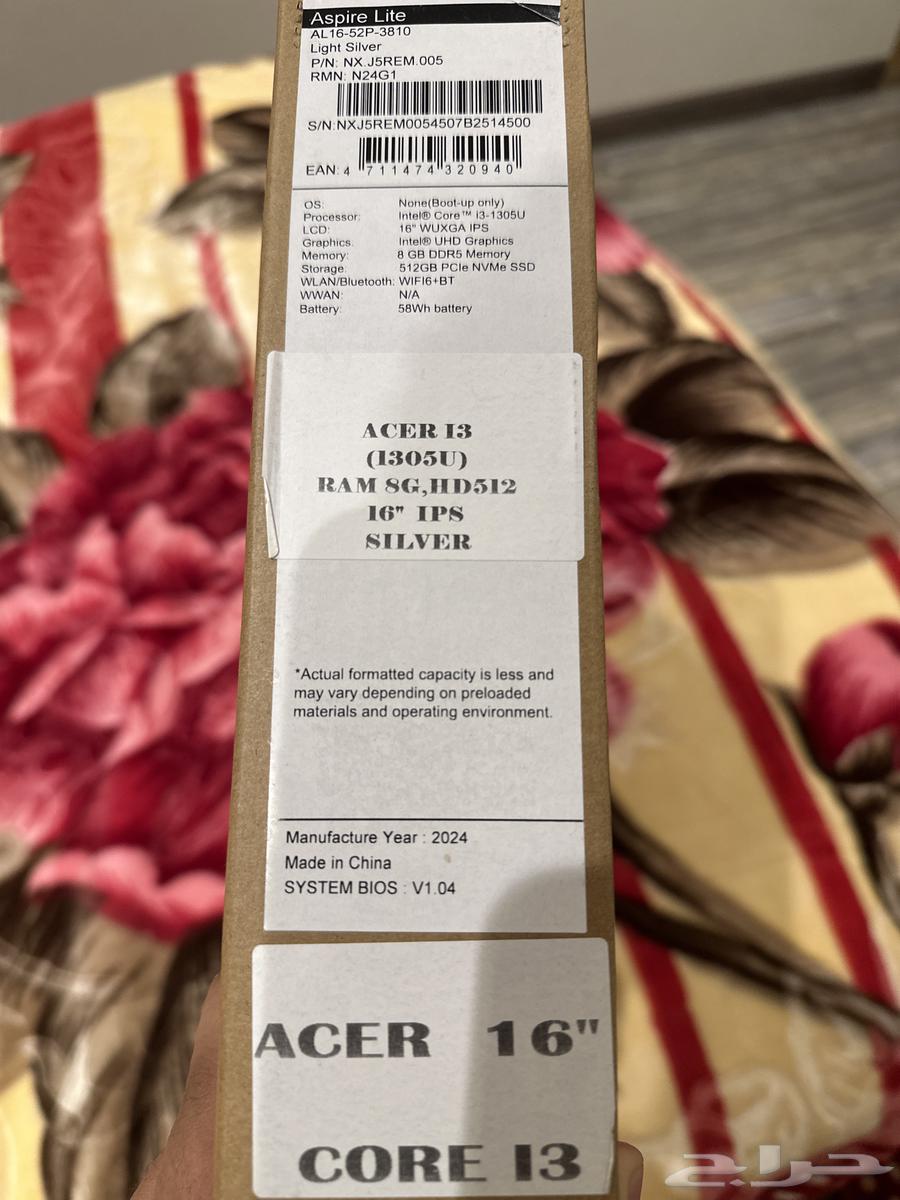 Aspire Lite
AL16-52P-3810
Light Silver
P/N: NX.J5REM.005
RMN: N24G1
S/N:NXJ5REM0054507B2514500
EAN: 4 711474 320940
OS: None(Boot-up only)
Processor: Intel® Core™ i3-1305U
LCD: 16" WUXGA IPS
Graphics: Intel® UHD Graphics
Memory: 8 GB DDR5 Memory
Storage: 512GB PCIe NVMe SSD
WLAN/Bluetooth: WIFI6+BT
WWAN: N/A
Battery: 58Wh battery
ACER I3
(1305U)
RAM 8G,HD512
16" IPS
SILVER
*Actual formatted capacity is less and
may vary depending on preloaded
materials and operating environment.
Manufacture Year : 2024
Made in China
SYSTEM BIOS : V1.04
ACER 16"
CORE I3
حراج